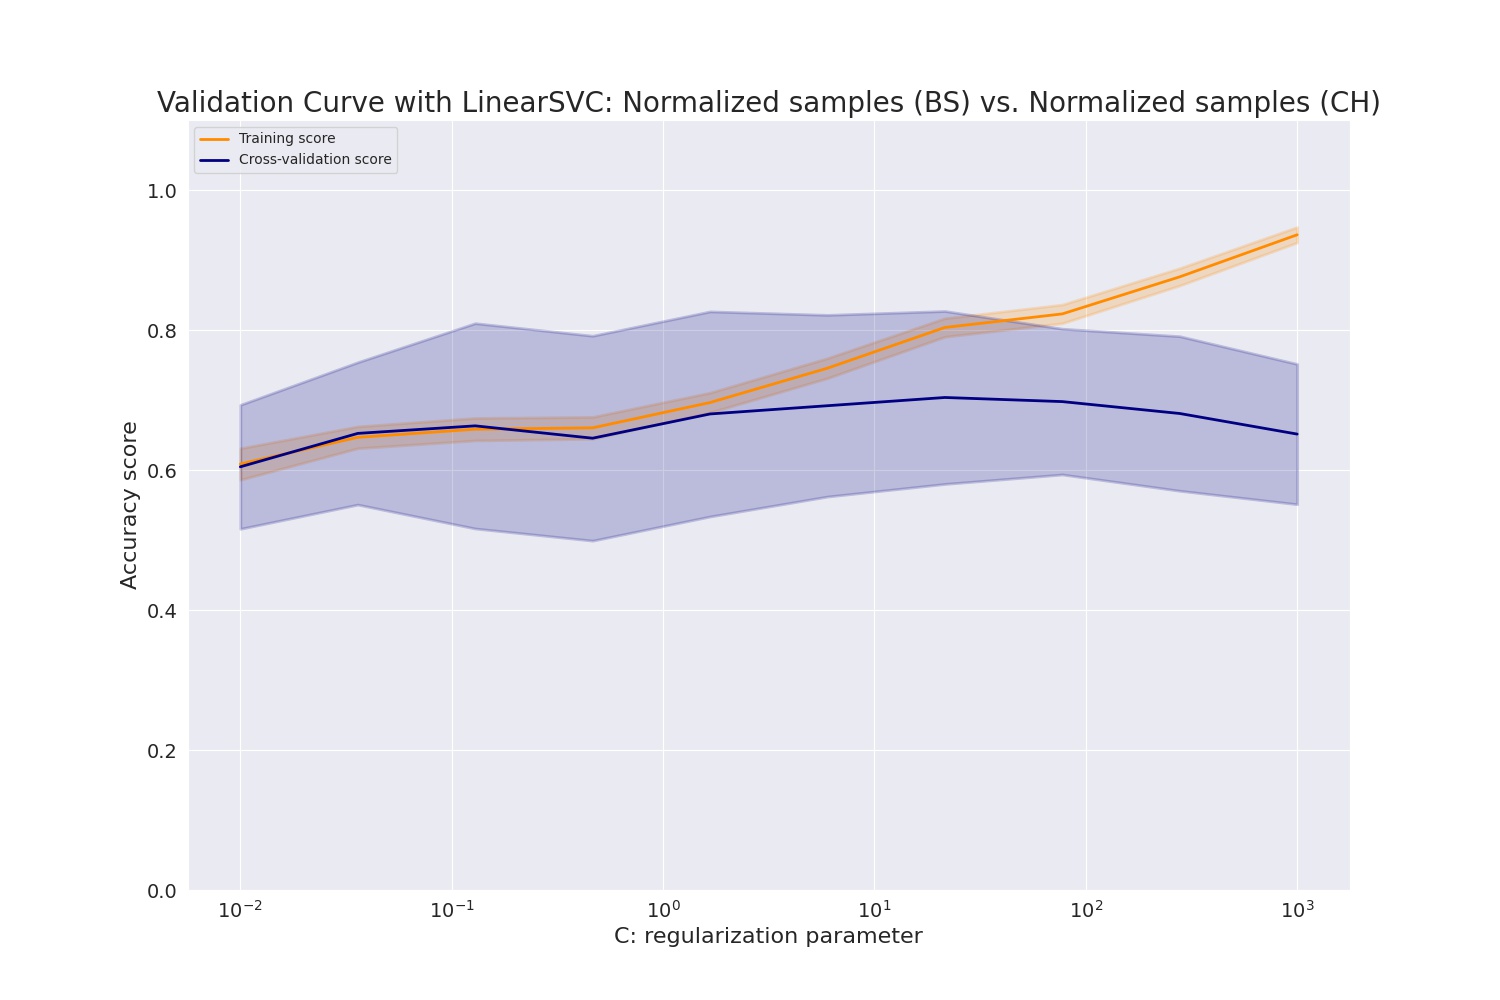 Validation Curve with LinearSVC: Normalized samples (BS) vs. Normalized samples (CH)
Training score
Cross-validation score
1.0
0.8
0.6
0.4
0.2
0.0
Accuracy score
10⁻² 10⁻¹ 10⁰ 10¹ 10² 10³
C: regularization parameter